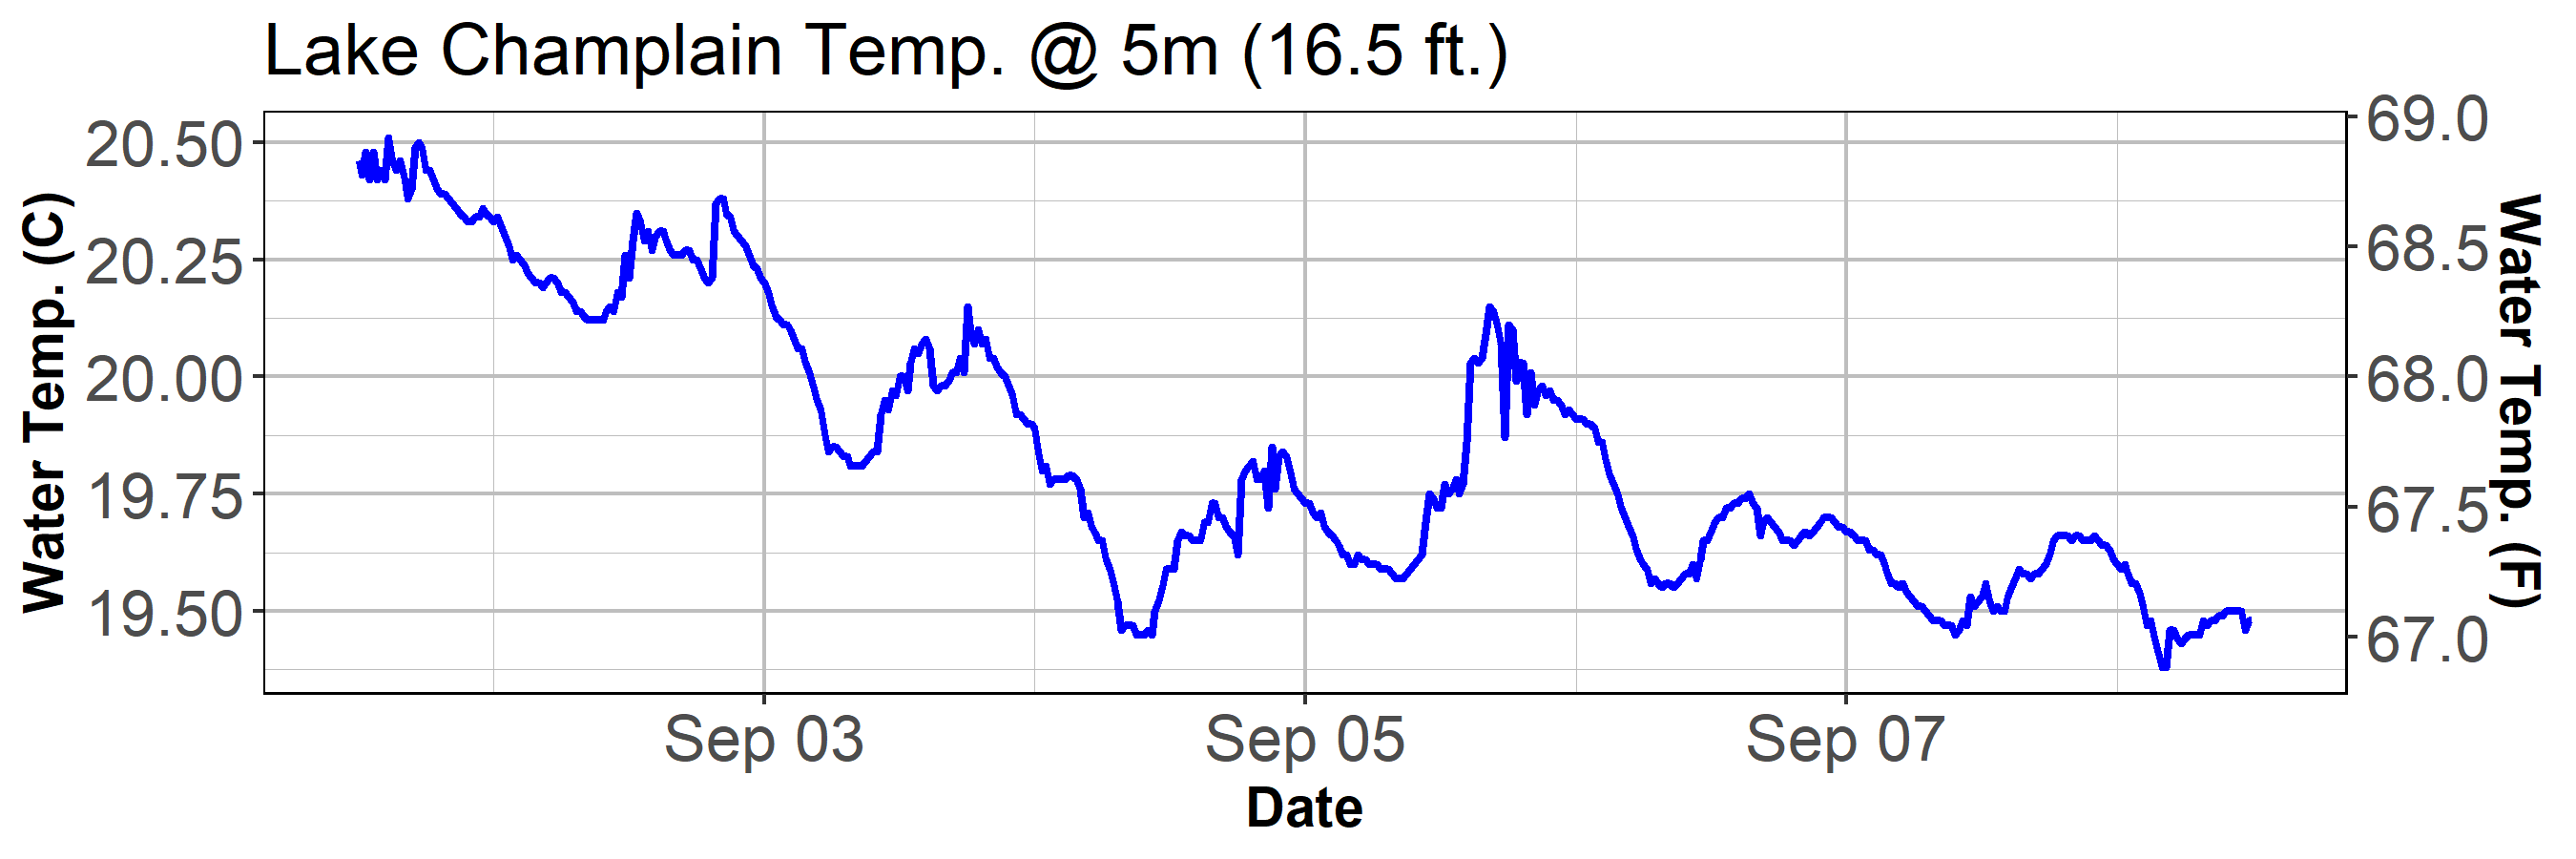 Lake Champlain Temp. @ 5m (16.5 ft.)
Water Temp. (C)
20.50
20.25
20.00
19.75
19.50
69.0
68.5
68.0
67.5
67.0
Water Temp. (F)
Sep 03
Sep 05
Sep 07
Date